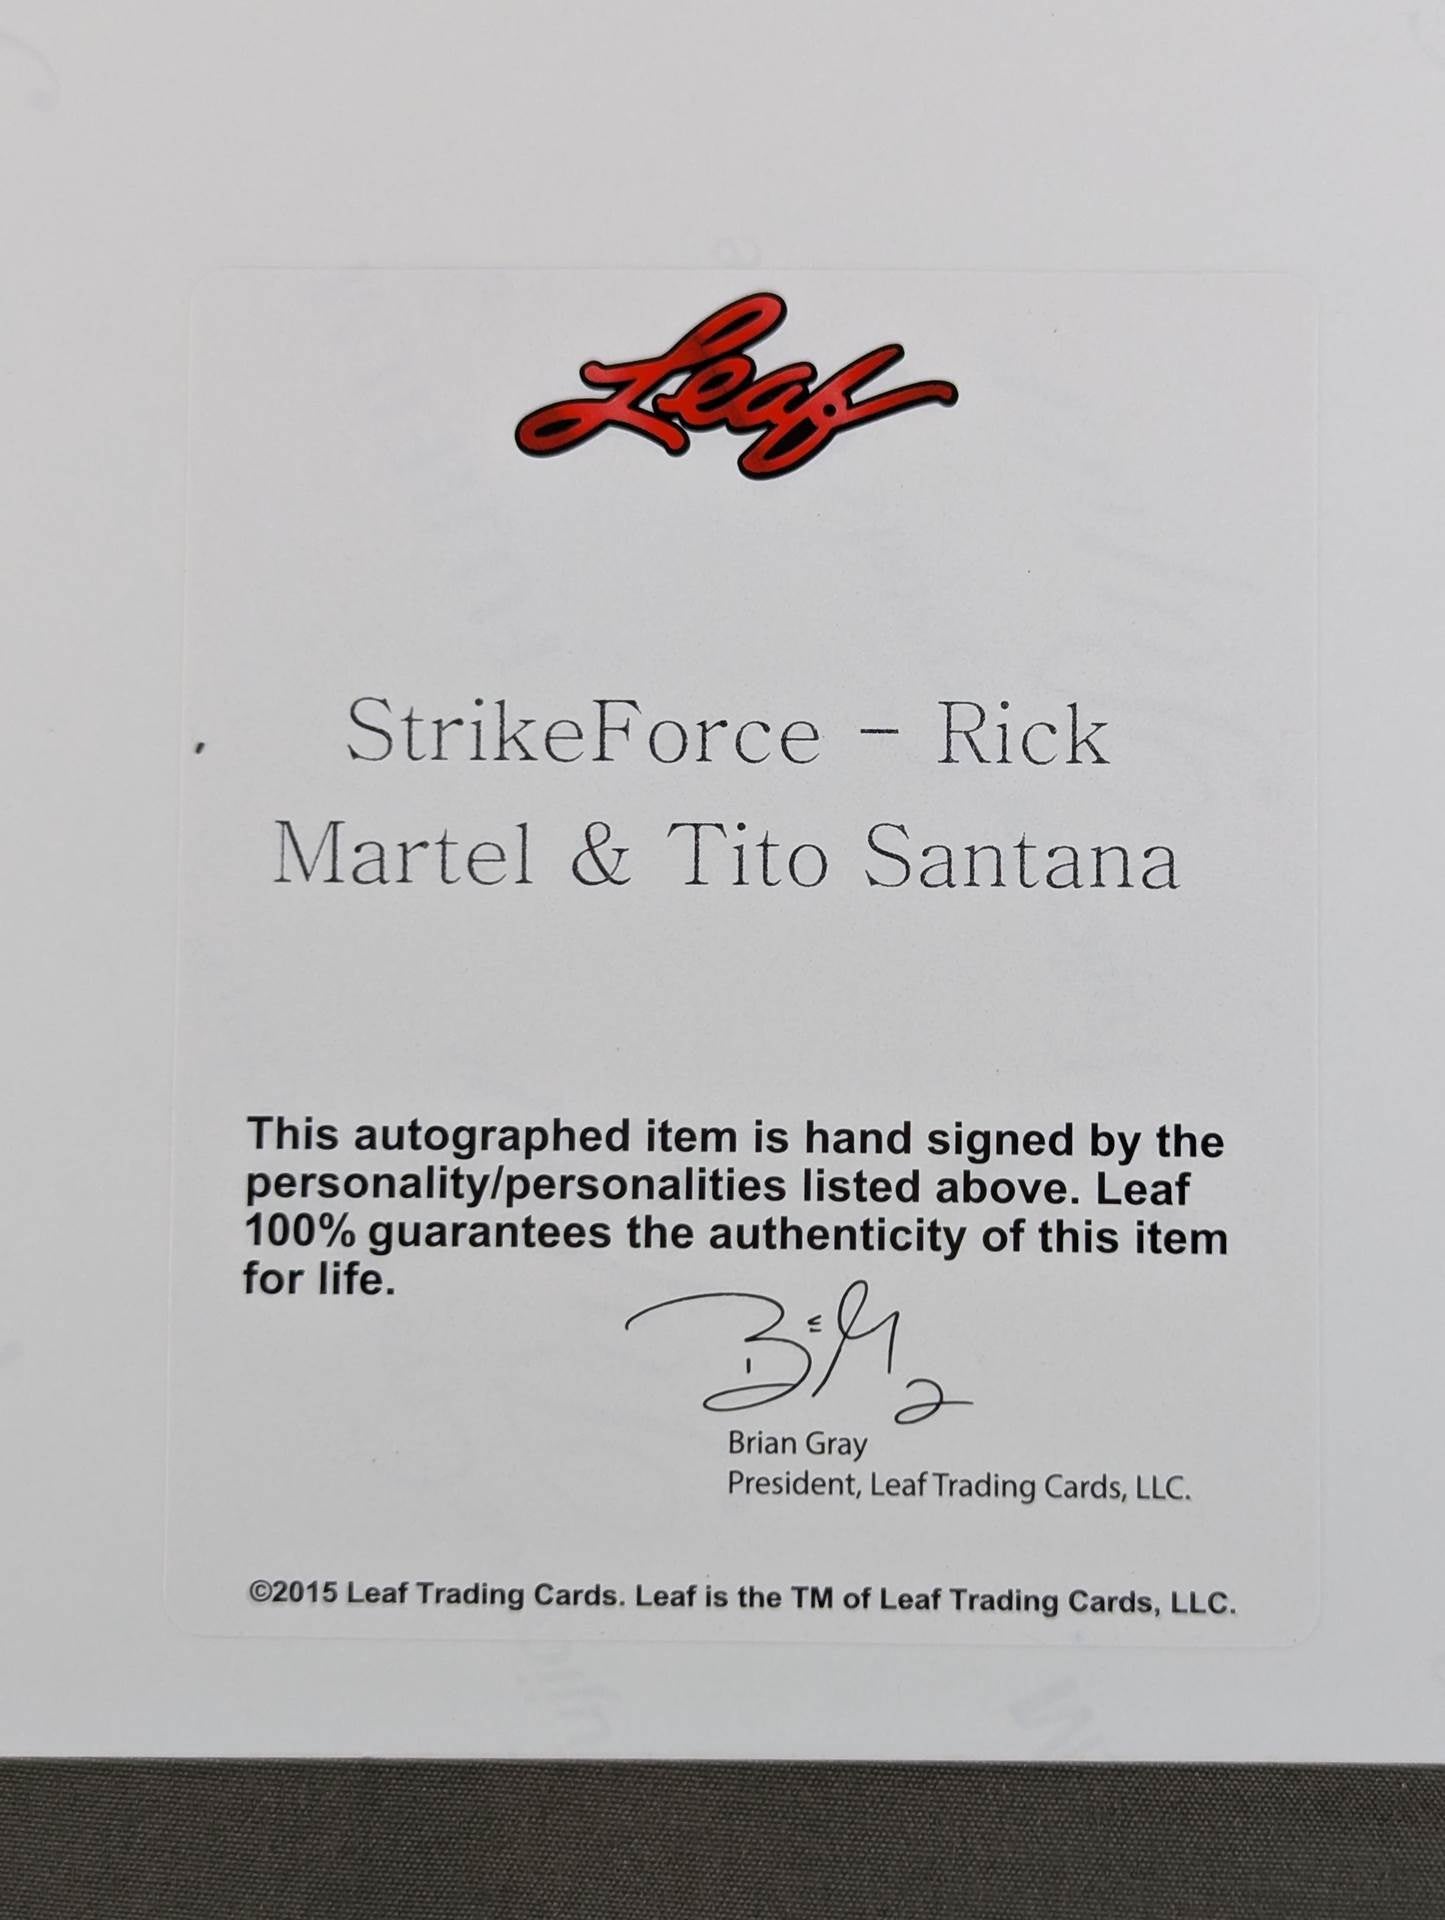 Leaf
StrikeForce - Rick
Martel & Tito Santana
This autographed item is hand signed by the
personality/personalities listed above. Leaf
100% guarantees the authenticity of this item
for life.
Brian Gray
President, Leaf Trading Cards, LLC.
©2015 Leaf Trading Cards. Leaf is the TM of Leaf Trading Cards, LLC.